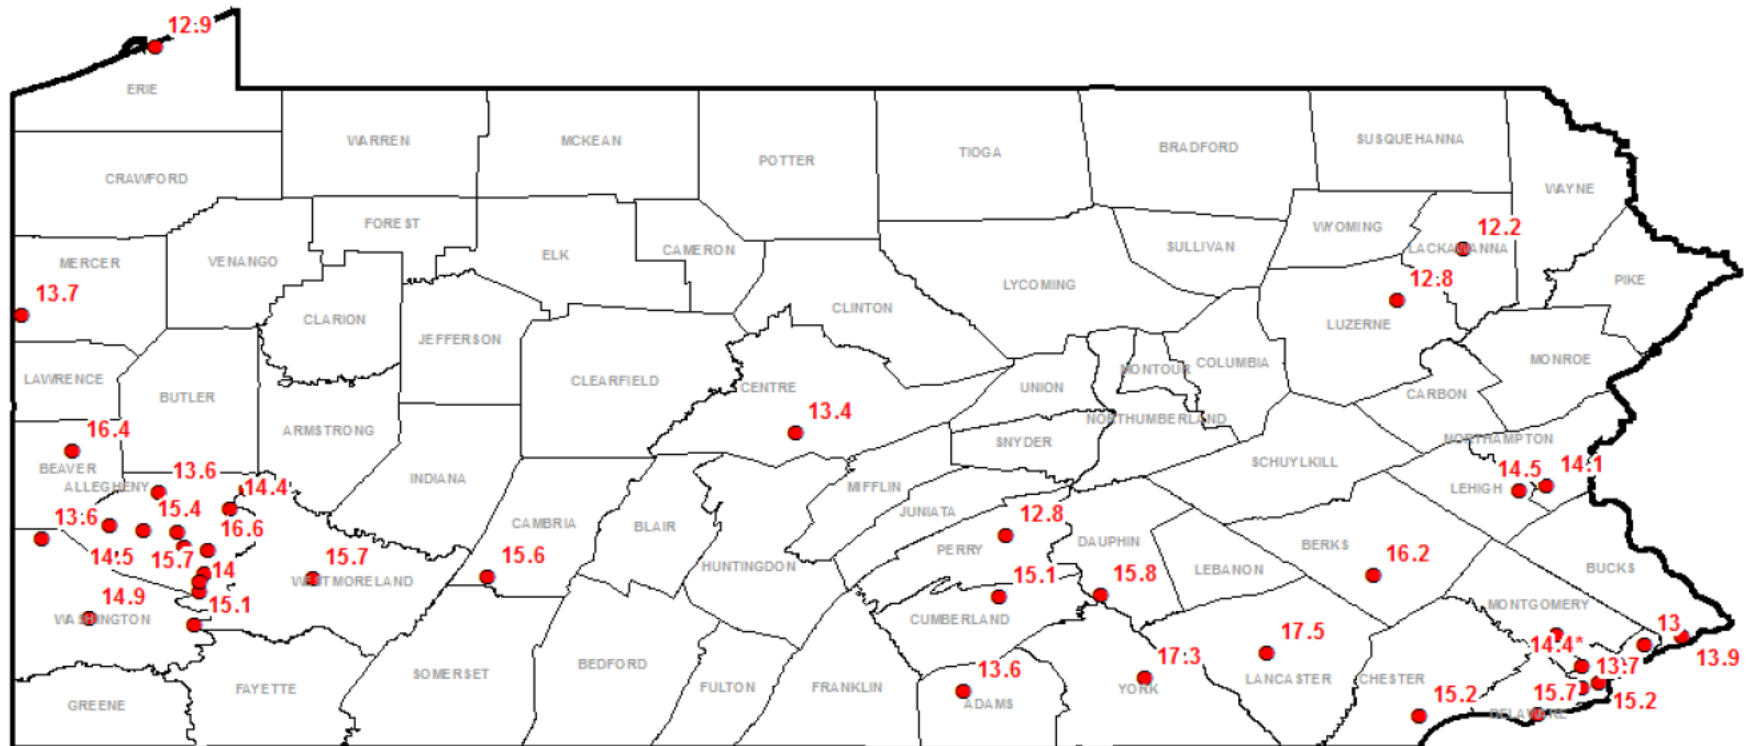 12.9
ERIE
WARREN
MCKEAN
POTTER
TIOGA
BRADFORD
SUSQUEHANNA
CRAWFORD
WAYNE
FOREST
WYOMING
12.2
LACKAWANNA
MERCER
VENANGO
ELK
CAMERON
SULLIVAN
13.7
LYCOMING
12.8
PIKE
CLARION
CLINTON
LUZERNE
JEFFERSON
LAWRENCE
CLEARFIELD
CENTRE
UNION
MONTOUR
COLUMBIA
MONROE
BUTLER
CARBON
13.4
16.4
ARMSTRONG
NORTHUMBERLAND
SNYDER
NORTHAMPTON
BEAVER
13.6
SCHUYLKILL
14.5
14.1
ALLEGHENY
14.4
INDIANA
MIFFLIN
LEHIGH
13.6
15.4
16.6
CAMBRIA
BLAIR
JUNIATA
12.8
PERRY
DAUPHIN
BERKS
14.5
15.7
14
15.7
WESTMORELAND
15.6
HUNTINGDON
15.1
15.8
LEBANON
16.2
BUCKS
14.9
15.1
WASHINGTON
CUMBERLAND
MONTGOMERY
13
17.5
14.4*
13.7
13.9
SOMERSET
BEDFORD
13.6
17.3
GREENE
FAYETTE
FULTON
FRANKLIN
ADAMS
YORK
LANCASTER
CHESTER
15.2
15.7
15.2
DELAWARE